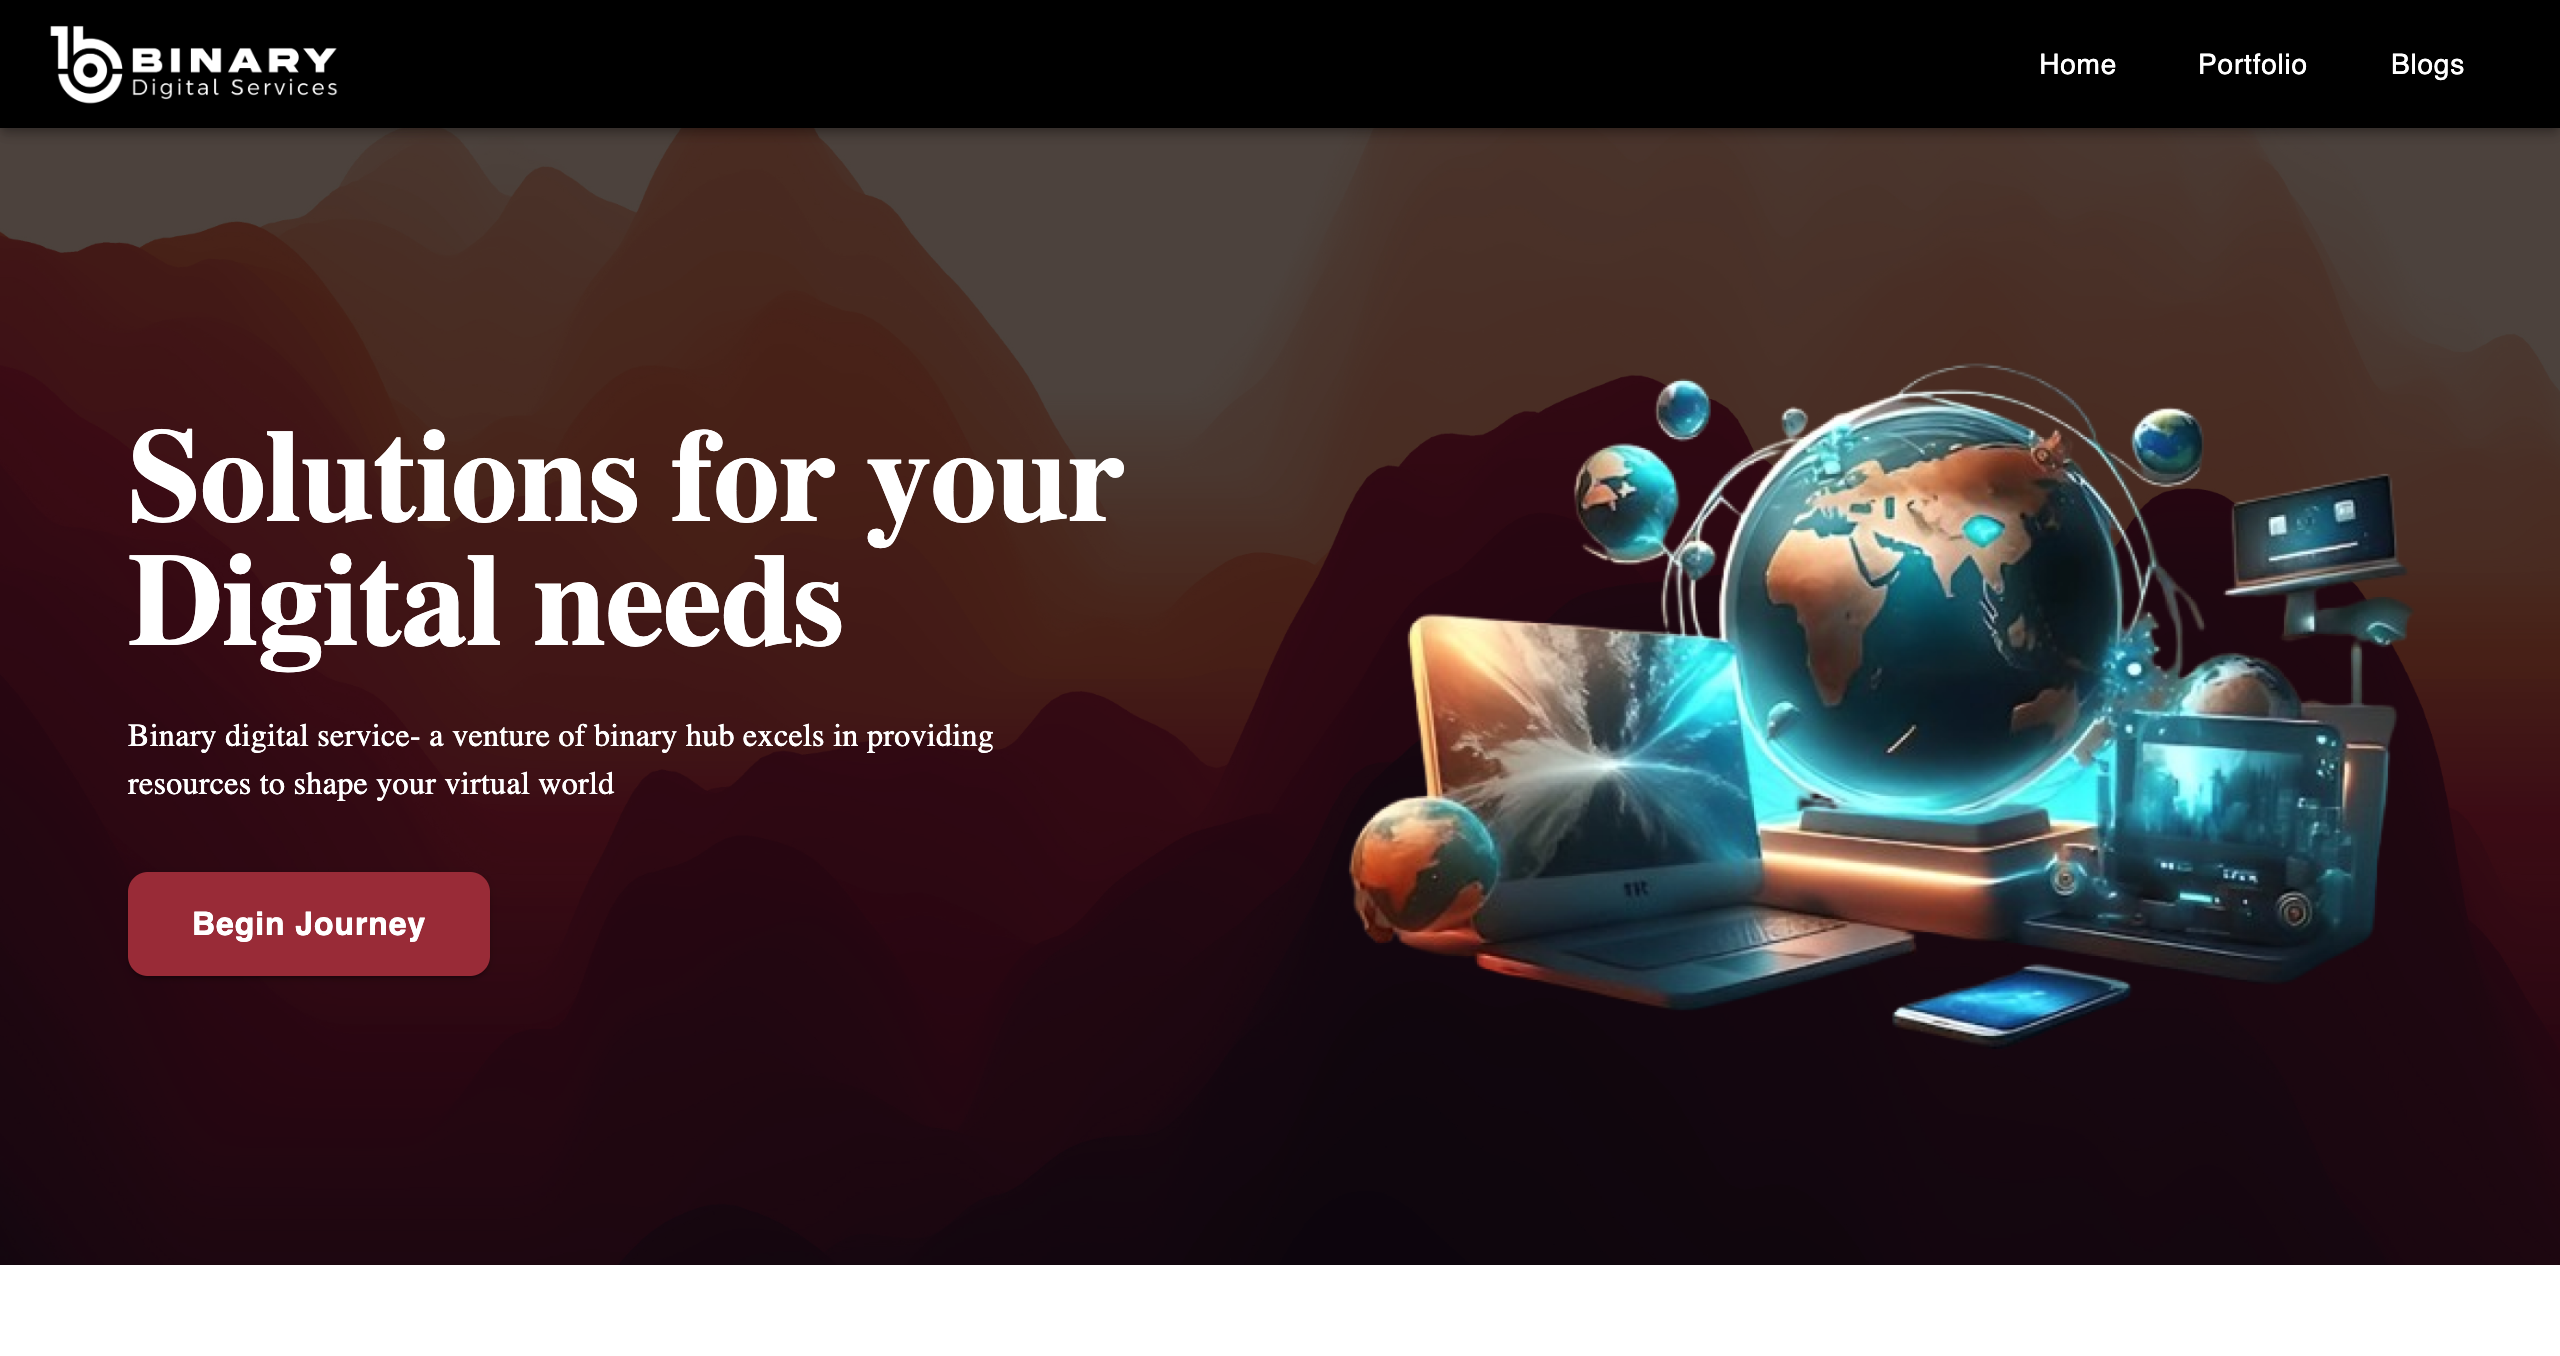 BINARY
Digital Services
Home
Portfolio
Blogs
Solutions for your
Digital needs
Binary digital service- a venture of binary hub excels in providing
resources to shape your virtual world
Begin Journey